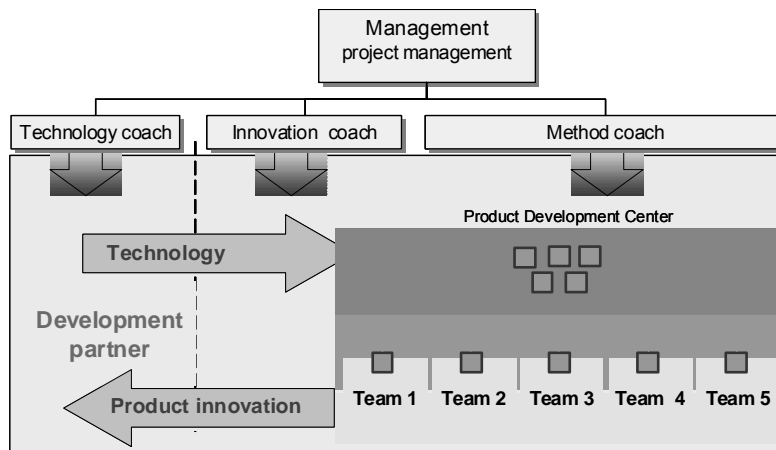 Management
project management
Technology coach
Innovation coach
Method coach
Product Development Center
Technology
Development
partner
Product innovation
Team 1
Team 2
Team 3
Team 4
Team 5